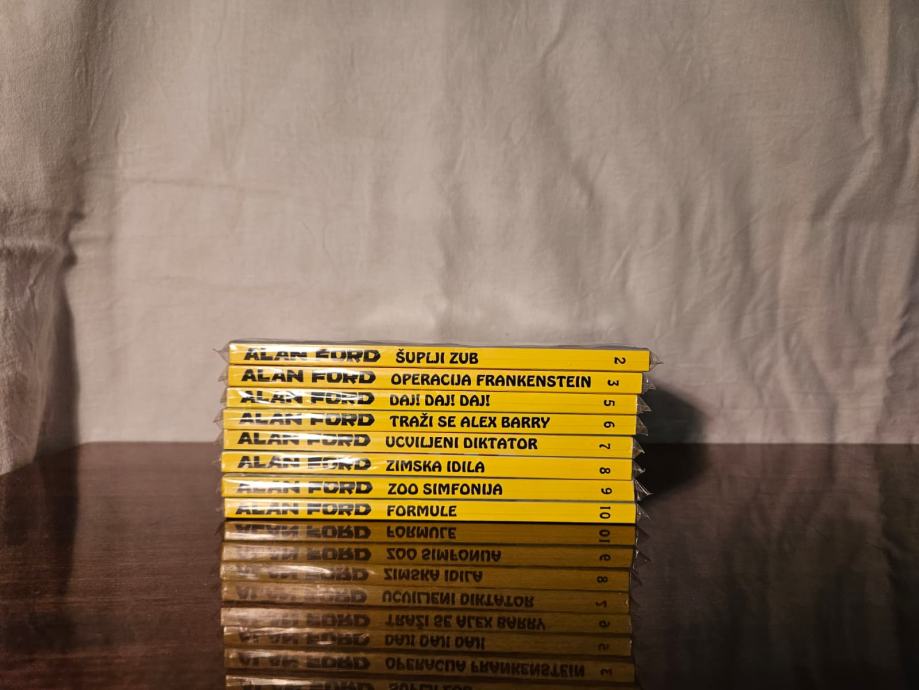 ALAN FORD ŠUPLJI ZUB 2
ALAN FORD OPERACIJA FRANKENSTEIN 3
ALAN FORD DAJ! DAJ! DAJ! 5
ALAN FORD TRAŽI SE ALEX BARRY 6
ALAN FORD UCVILJENI DIKTATOR 7
ALAN FORD ZIMSKA IDILA 8
ALAN FORD ZOO SIMFONIJA 9
ALAN FORD FORMULE 10